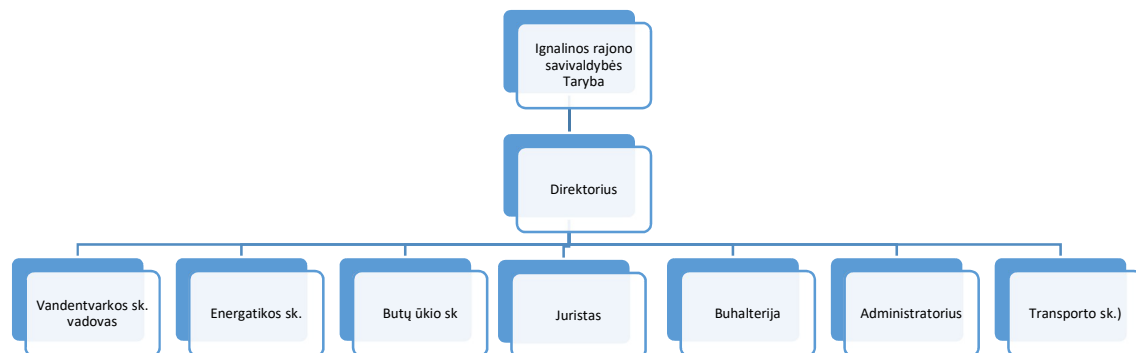 Ignalinos rajono
savivaldybės
Taryba
Direktorius
Vandentvarkos sk.
vadovas
Energatikos sk.
Butų ūkio sk
Juristas
Buhalterija
Administratorius
Transporto sk.)